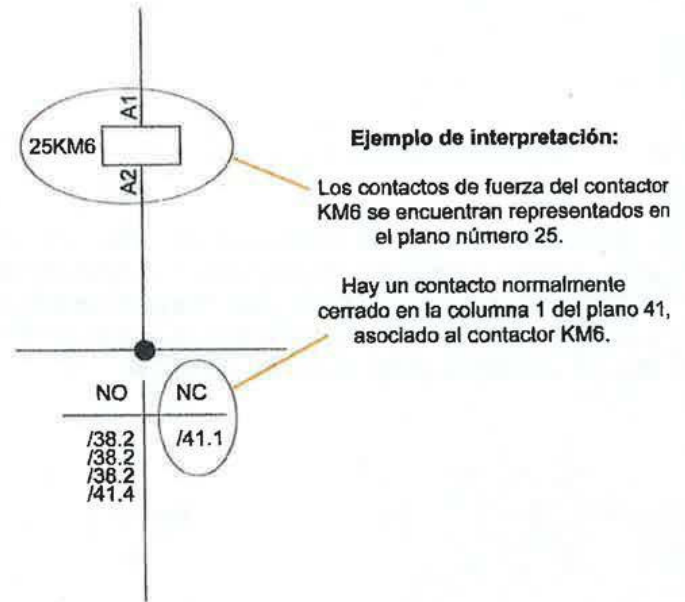 A1
25KM6
A2
Ejemplo de interpretación:
Los contactos de fuerza del contactor
KM6 se encuentran representados en
el plano número 25.
Hay un contacto normalmente
cerrado en la columna 1 del plano 41,
asociado al contactor KM6.
NO NC
/38.2 /41.1
/38.2
/38.2
/41.4